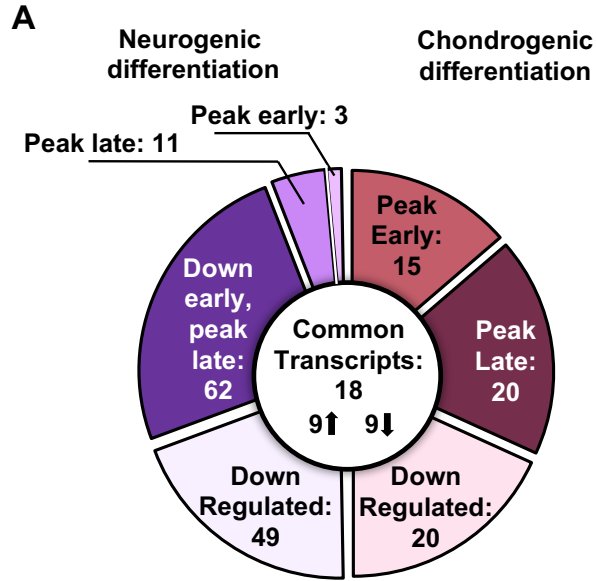 A
Neurogenic
differentiation
Chondrogenic
differentiation
Peak early: 3
Peak late: 11
Peak
Early:
15
Down
early,
peak
late:
62
Common
Transcripts:
18
9⬆ 9⬇
Peak
Late:
20
Down
Regulated:
49
Down
Regulated:
20